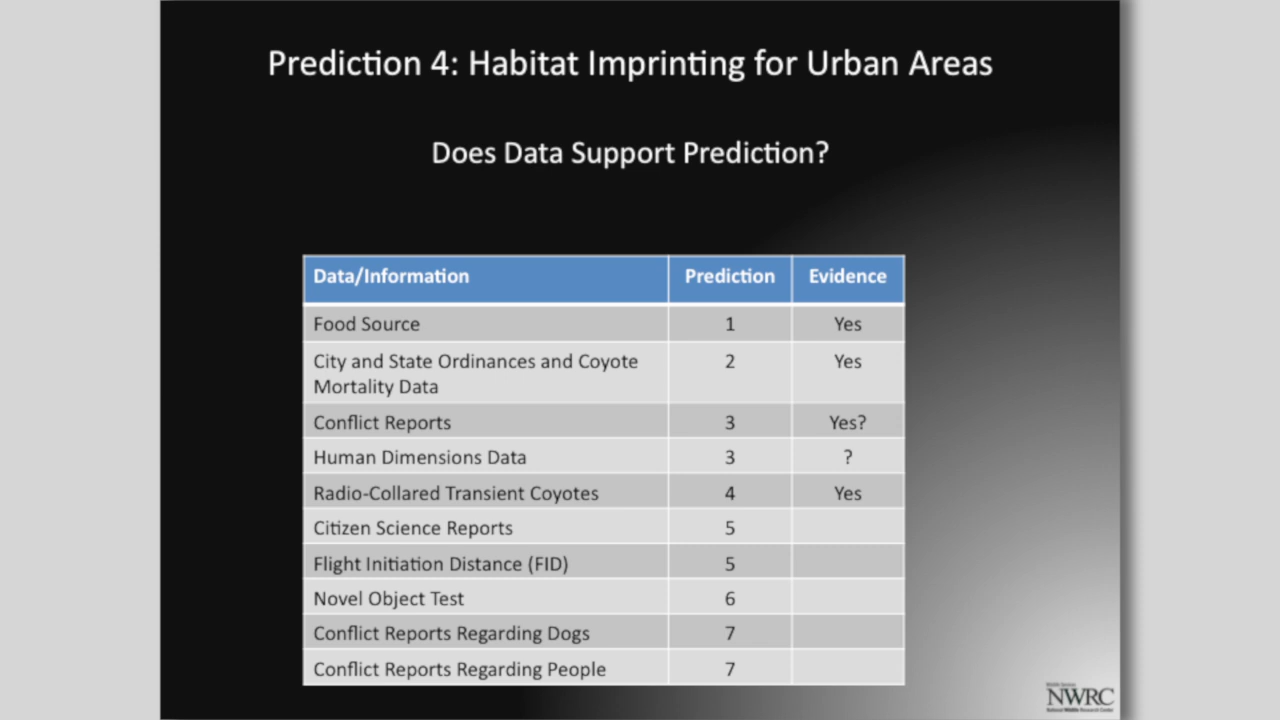 Prediction 4: Habitat Imprinting for Urban Areas
Does Data Support Prediction?
Data/Information Prediction Evidence
Food Source 1 Yes
City and State Ordinances and Coyote 2 Yes
Mortality Data
Conflict Reports 3 Yes?
Human Dimensions Data 3 ?
Radio-Collared Transient Coyotes 4 Yes
Citizen Science Reports 5
Flight Initiation Distance (FID) 5
Novel Object Test 6
Conflict Reports Regarding Dogs 7
Conflict Reports Regarding People 7
NWRC